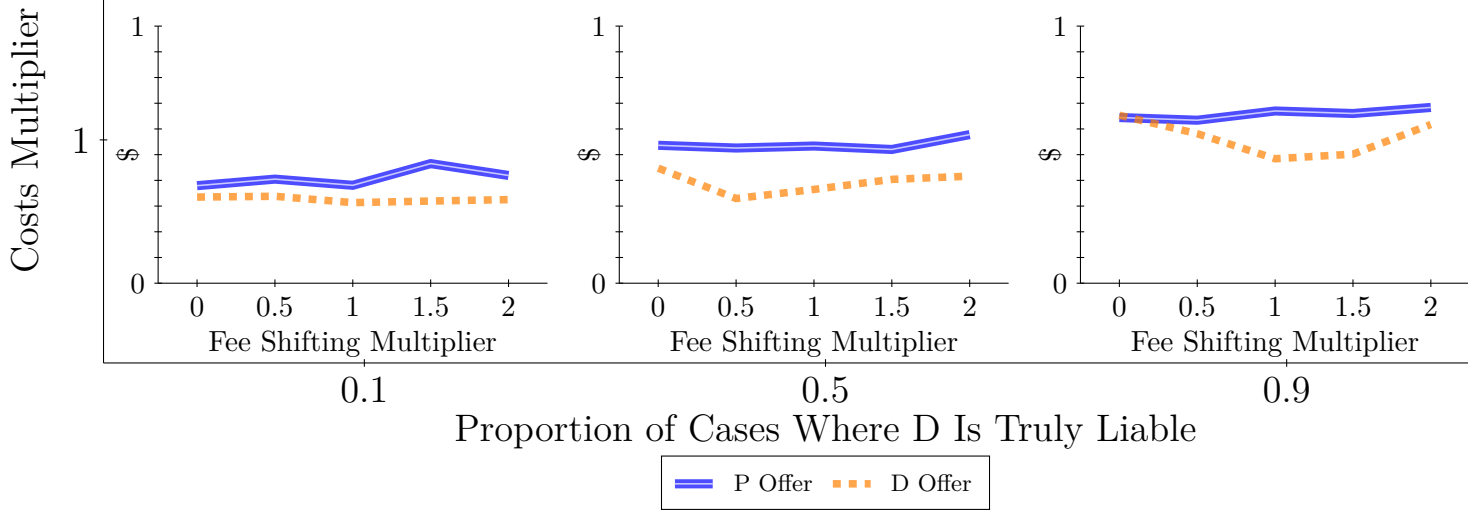 Costs Multiplier
1
1
$
0
0 0.5 1 1.5 2
Fee Shifting Multiplier
1
$
0
0 0.5 1 1.5 2
Fee Shifting Multiplier
1
$
0
0 0.5 1 1.5 2
Fee Shifting Multiplier
0.1 0.5 0.9
Proportion of Cases Where D Is Truly Liable
P Offer D Offer